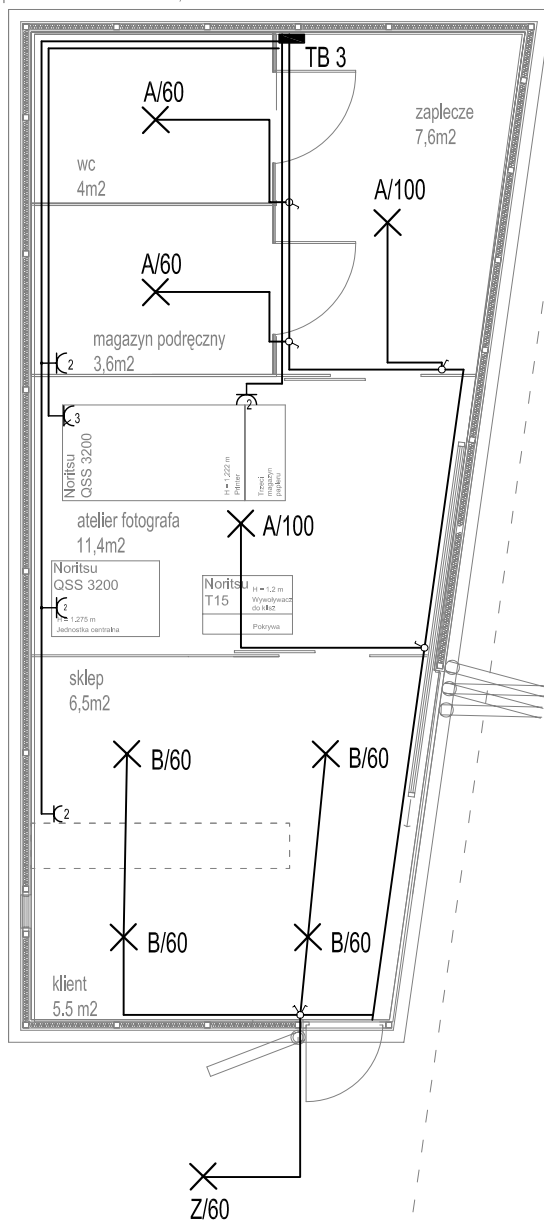 TB 3
A/60
zaplecze
7,6m2
wc
4m2
A/100
A/60
magazyn podręczny
3,6m2
2
3
2
Noritsu
QSS 3200
H = 1,222 m
Printer
Trzeci
magazyn
papieru
atelier fotografa
11,4m2
A/100
Noritsu
QSS 3200
2
H = 1.275 m
Jednostka centralna
Noritsu
T15
H = 1.2 m
Wywoływacz
do klisz
Pokrywa
sklep
6,5m2
B/60
B/60
2
B/60
B/60
klient
5.5 m2
Z/60